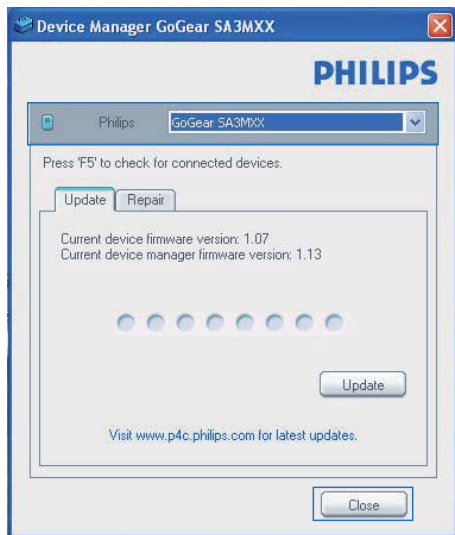 Device Manager GoGear SA3MXX
PHILIPS
Philips GoGear SA3MXX
Press 'F5' to check for connected devices.
Update Repair
Current device firmware version: 1.07
Current device manager firmware version: 1.13
Update
Visit www.p4c.philips.com for latest updates.
Close